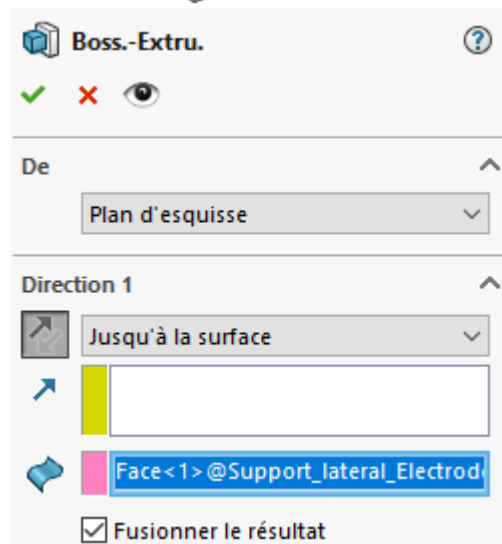 Boss.-Extru.
De
Plan d'esquisse
Direction 1
Jusqu'à la surface
Face<1>@Support_lateral_Electrod
Fusionner le résultat